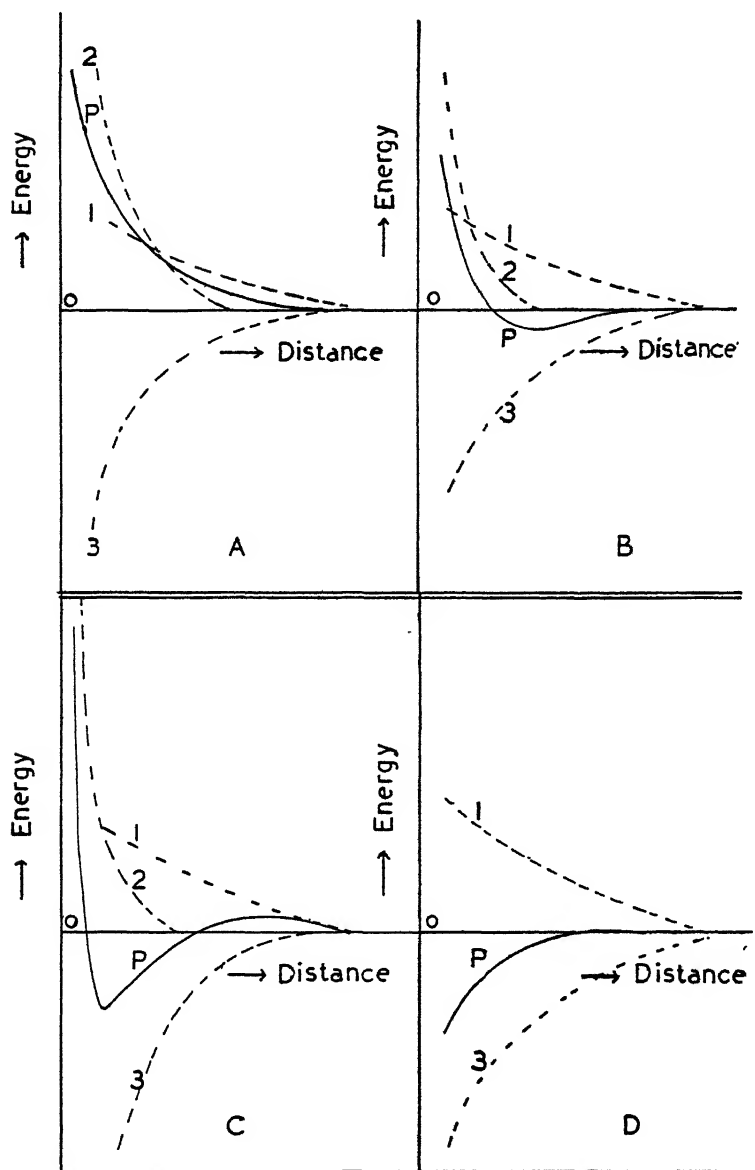 2
P
1
→ Energy
O
→ Distance
3
A
→ Energy
1
2
O
P
→ Distance
3
B
→ Energy
1
2
O
P
→ Distance
3
C
→ Energy
1
O
P
→ Distance
3
D